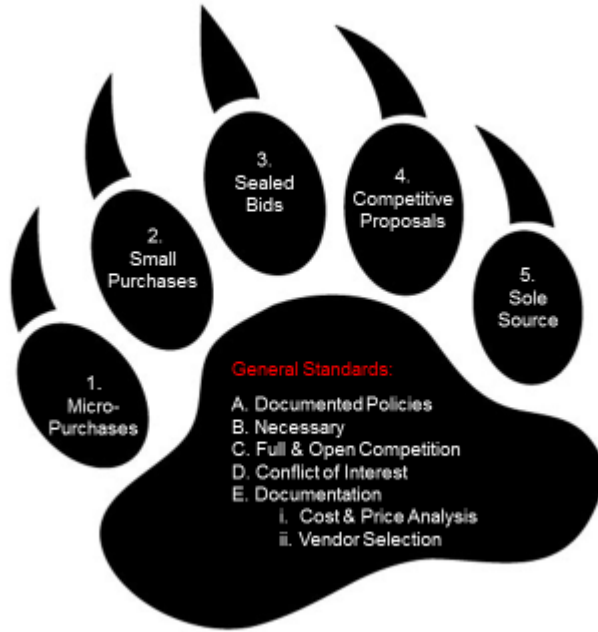 1.
Micro-
Purchases
2.
Small
Purchases
3.
Sealed
Bids
4.
Competitive
Proposals
5.
Sole
Source
General Standards:
A. Documented Policies
B. Necessary
C. Full & Open Competition
D. Conflict of Interest
E. Documentation
i. Cost & Price Analysis
ii. Vendor Selection